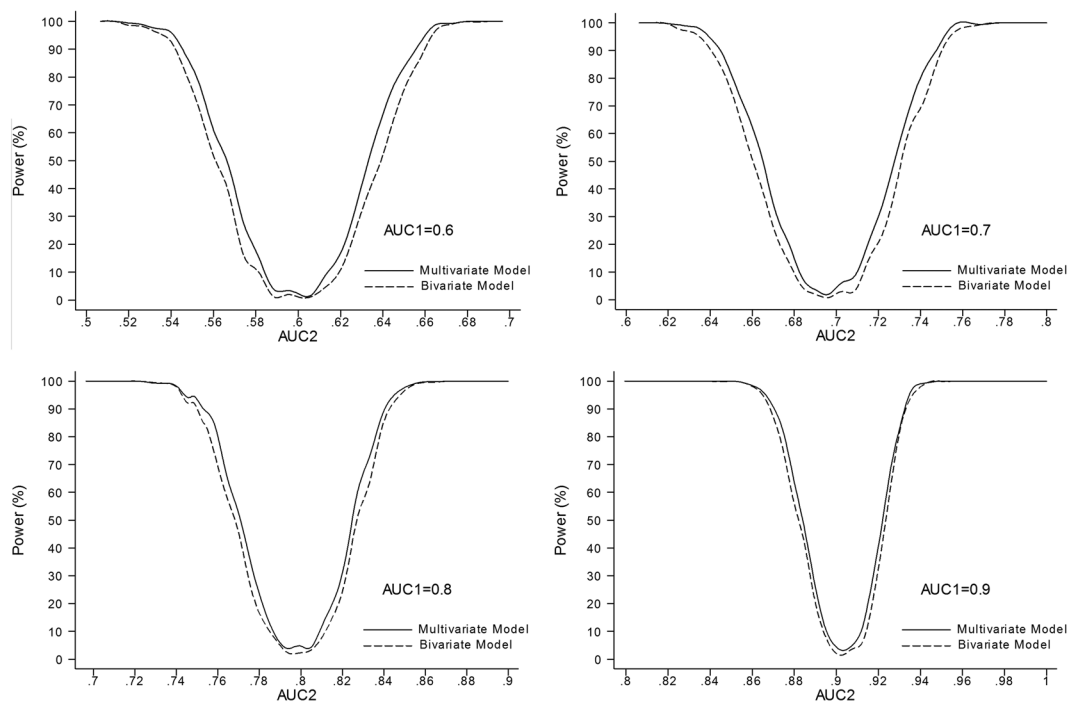 100
90
80
70
60
50
40
30
20
10
0
Power (%)
AUC1=0.6
Multivariate Model
Bivariate Model
.5 .52 .54 .56 .58 .6 .62 .64 .66 .68 .7
AUC2
100
90
80
70
60
50
40
30
20
10
0
Power (%)
AUC1=0.7
Multivariate Model
Bivariate Model
.6 .62 .64 .66 .68 .7 .72 .74 .76 .78 .8
AUC2
100
90
80
70
60
50
40
30
20
10
0
Power (%)
AUC1=0.8
Multivariate Model
Bivariate Model
.7 .72 .74 .76 .78 .8 .82 .84 .86 .88 .9
AUC2
100
90
80
70
60
50
40
30
20
10
0
Power (%)
AUC1=0.9
Multivariate Model
Bivariate Model
.8 .82 .84 .86 .88 .9 .92 .94 .96 .98 1
AUC2